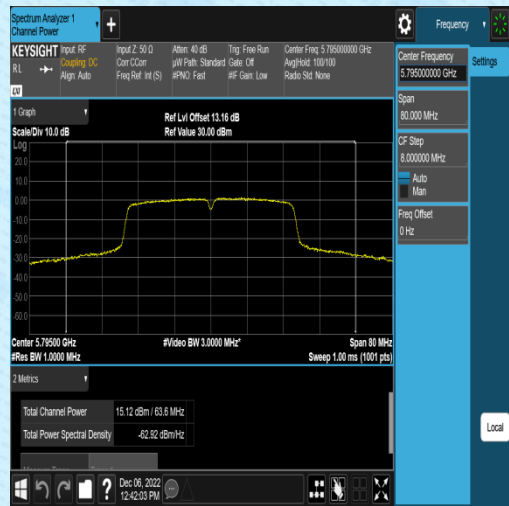 Spectrum Analyzer 1
Channel Power
Frequency
KEYSIGHT
Input: RF
Input Z: 50 Ω
Atten: 40 dB
Trig: Free Run
Center Freq: 5.795000000 GHz
RL
Coupling: DC
Corr CCorr
µW Path: Standard
Gate: Off
Avg|Hold: 100/100
Align: Auto
Freq Ref: Int (S)
#PNO: Fast
#IF Gain: Low
Radio Std: None
1 Graph
Ref Lvl Offset 13.16 dB
Scale/Div 10.0 dB
Ref Value 30.00 dBm
Log
20.0
10.0
0.00
-10.0
-20.0
-30.0
-40.0
-50.0
-60.0
Center 5.79500 GHz
#Video BW 3.0000 MHz*
Span 80 MHz
#Res BW 1.0000 MHz
Sweep 1.00 ms (1001 pts)
2 Metrics
Total Channel Power
15.12 dBm / 63.6 MHz
Total Power Spectral Density
-62.92 dBm/Hz
Dec 06, 2022
12:42:03 PM
Center Frequency
5.795000000 GHz
Settings
Span
80.000 MHz
CF Step
8.000000 MHz
Auto
Man
Freq Offset
0 Hz
Local